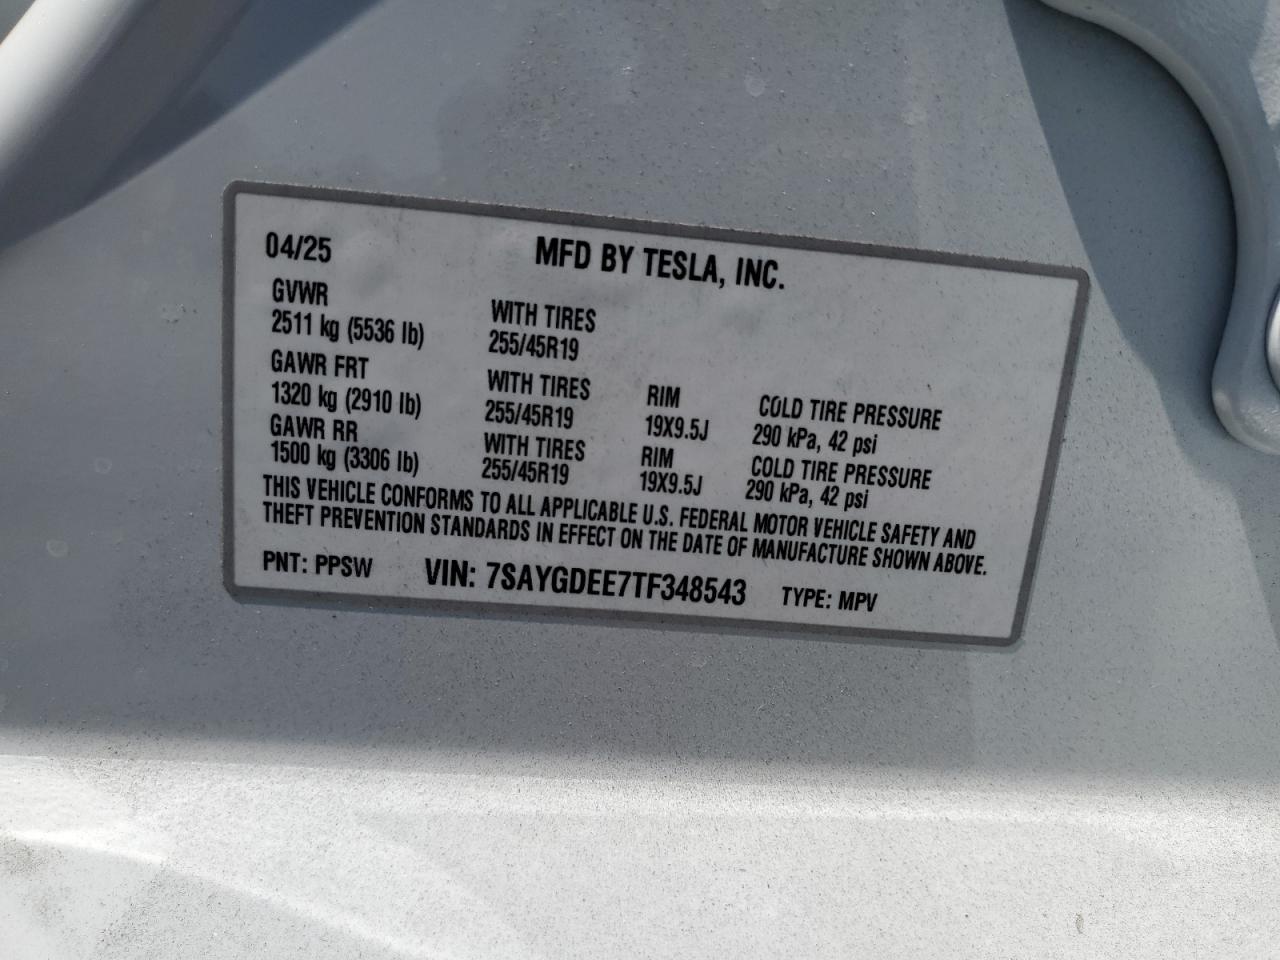 04/25 MFD BY TESLA, INC.
GVWR
2511 kg (5536 lb) WITH TIRES
255/45R19
GAWR FRT
1320 kg (2910 lb) WITH TIRES
255/45R19 RIM
19X9.5J COLD TIRE PRESSURE
290 kPa, 42 psi
GAWR RR
1500 kg (3306 lb) WITH TIRES
255/45R19 RIM
19X9.5J COLD TIRE PRESSURE
290 kPa, 42 psi
THIS VEHICLE CONFORMS TO ALL APPLICABLE U.S. FEDERAL MOTOR VEHICLE SAFETY AND
THEFT PREVENTION STANDARDS IN EFFECT ON THE DATE OF MANUFACTURE SHOWN ABOVE.
PNT: PPSW VIN: 7SAYGDEE7TF348543 TYPE: MPV